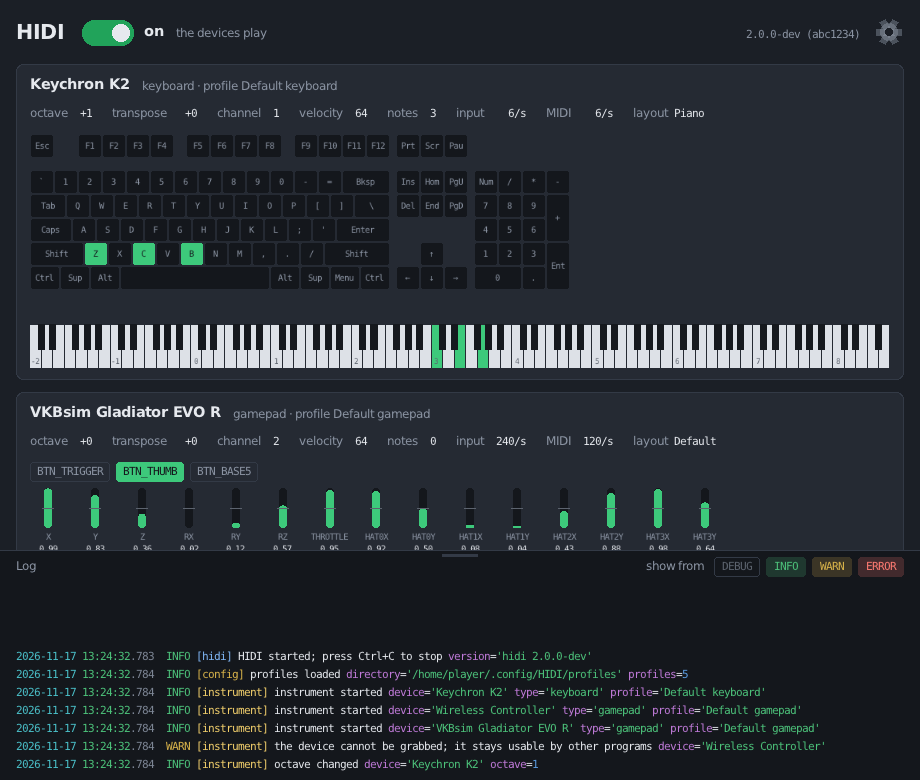 HIDI on the devices play 2.0.0-dev (abc1234)
Keychron K2 keyboard · profile Default keyboard
octave +1 transpose +0 channel 1 velocity 64 notes 3 input 6/s MIDI 6/s layout Piano
Esc F1 F2 F3 F4 F5 F6 F7 F8 F9 F10 F11 F12 Prt Scr Pau
` 1 2 3 4 5 6 7 8 9 0 - = Bksp Ins Hom PgU Num / * -
Tab Q W E R T Y U I O P [ ] \ Del End PgD 7 8 9 +
Caps A S D F G H J K L ; ' Enter 4 5 6
Shift Z X C V B N M , . / Shift ↑ 1 2 3 Ent
Ctrl Sup Alt Alt Sup Menu Ctrl ← ↓ → 0 .
-2 -1 0 1 2 3 4 5 6 7 8
VKBsim Gladiator EVO R gamepad · profile Default gamepad
octave +0 transpose +0 channel 2 velocity 64 notes 0 input 240/s MIDI 120/s layout Default
BTN_TRIGGER BTN_THUMB BTN_BASE5
X Y Z RX RY RZ THROTTLE HAT0X HAT0Y HAT1X HAT1Y HAT2X HAT2Y HAT3X HAT3Y
0.99 0.83 0.36 0.02 0.12 0.57 0.95 0.92 0.50 0.08 0.04 0.43 0.88 0.98 0.64
Log show from DEBUG INFO WARN ERROR
2026-11-17 13:24:32.783 INFO [hidi] HIDI started; press Ctrl+C to stop version='hidi 2.0.0-dev'
2026-11-17 13:24:32.784 INFO [config] profiles loaded directory='/home/player/.config/HIDI/profiles' profiles=5
2026-11-17 13:24:32.784 INFO [instrument] instrument started device='Keychron K2' type='keyboard' profile='Default keyboard'
2026-11-17 13:24:32.784 INFO [instrument] instrument started device='Wireless Controller' type='gamepad' profile='Default gamepad'
2026-11-17 13:24:32.784 INFO [instrument] instrument started device='VKBsim Gladiator EVO R' type='gamepad' profile='Default gamepad'
2026-11-17 13:24:32.784 WARN [instrument] the device cannot be grabbed; it stays usable by other programs device='Wireless Controller'
2026-11-17 13:24:32.784 INFO [instrument] octave changed device='Keychron K2' octave=1